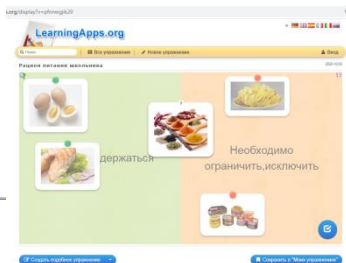 LearningApps.org
Все упражнения
Новое упражнение
Вход
Рацион питания школьника
держаться
Необходимо
ограничить,исключить
Создать подобное упражнение
Сохранить в "Мои упражнения"